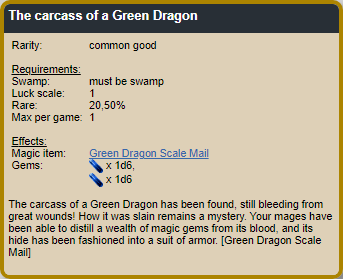 The carcass of a Green Dragon
Rarity: common good
Requirements:
Swamp: must be swamp
Luck scale: 1
Rare: 20,50%
Max per game: 1
Effects:
Magic item: Green Dragon Scale Mail
Gems: x 1d6,
x 1d6
The carcass of a Green Dragon has been found, still bleeding from
great wounds! How it was slain remains a mystery. Your mages have
been able to distill a wealth of magic gems from its blood, and its
hide has been fashioned into a suit of armor. [Green Dragon Scale
Mail]